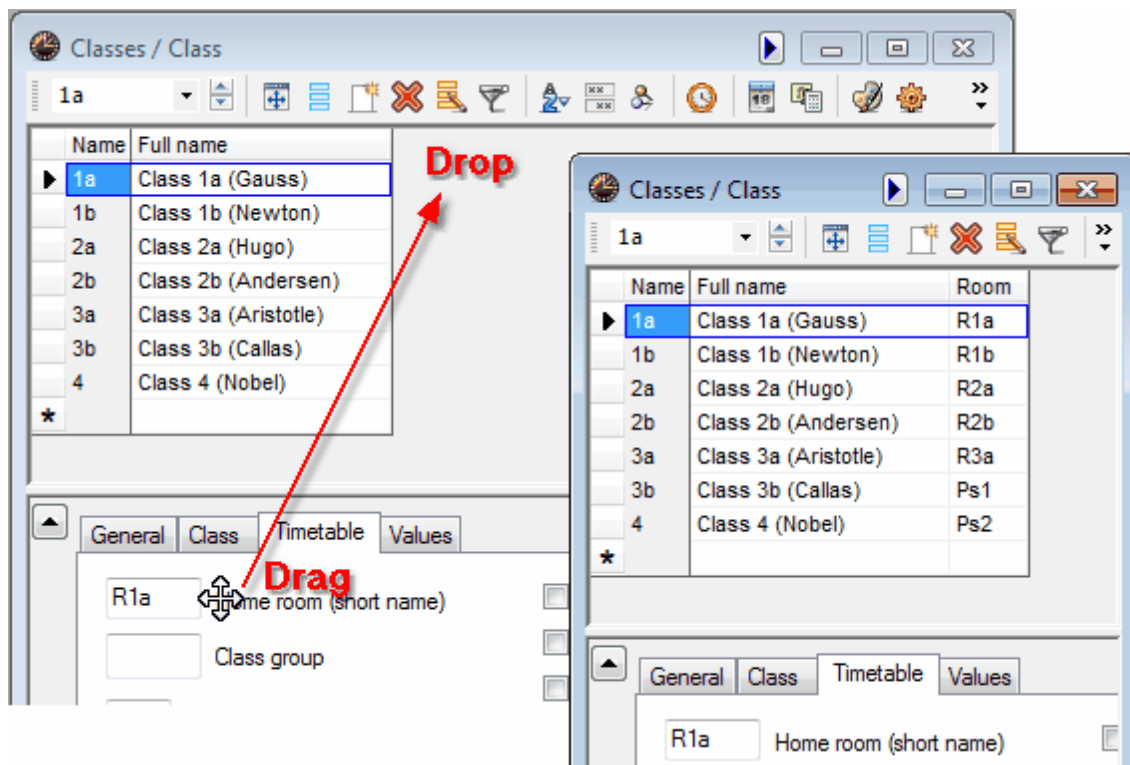 Classes / Class
1a
Name Full name
1a Class 1a (Gauss)
1b Class 1b (Newton)
2a Class 2a (Hugo)
2b Class 2b (Andersen)
3a Class 3a (Aristotle)
3b Class 3b (Callas)
4 Class 4 (Nobel)
*
Drop
General Class Timetable Values
Drag
R1a Home room (short name)
Class group
Classes / Class
1a
Name Full name Room
1a Class 1a (Gauss) R1a
1b Class 1b (Newton) R1b
2a Class 2a (Hugo) R2a
2b Class 2b (Andersen) R2b
3a Class 3a (Aristotle) R3a
3b Class 3b (Callas) Ps1
4 Class 4 (Nobel) Ps2
*
General Class Timetable Values
R1a Home room (short name)